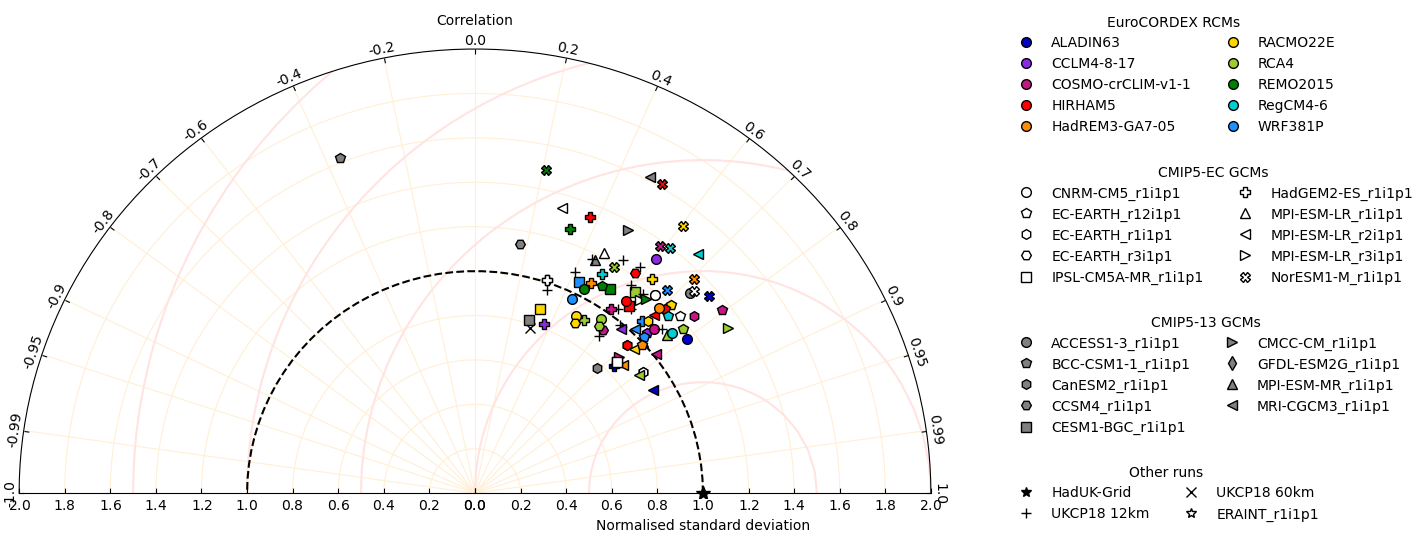 Correlation
0.0
-0.2
0.2
-0.4
0.4
-0.6
0.6
-0.7
0.7
-0.8
0.8
-0.9
0.9
-0.95
0.95
-0.99
0.99
1.0
1.0
2.0 1.8 1.6 1.4 1.2 1.0 0.8 0.6 0.4 0.2 0.0 0.0 0.2 0.4 0.6 0.8 1.0 1.2 1.4 1.6 1.8 2.0
Normalised standard deviation
EuroCORDEX RCMs
ALADIN63 RACMO22E
CCLM4-8-17 RCA4
COSMO-crCLIM-v1-1 REMO2015
HIRHAM5 RegCM4-6
HadREM3-GA7-05 WRF381P
CMIP5-EC GCMs
CNRM-CM5_r1i1p1 HadGEM2-ES_r1i1p1
EC-EARTH_r12i1p1 MPI-ESM-LR_r1i1p1
EC-EARTH_r1i1p1 MPI-ESM-LR_r2i1p1
EC-EARTH_r3i1p1 MPI-ESM-LR_r3i1p1
IPSL-CM5A-MR_r1i1p1 NorESM1-M_r1i1p1
CMIP5-13 GCMs
ACCESS1-3_r1i1p1 CMCC-CM_r1i1p1
BCC-CSM1-1_r1i1p1 GFDL-ESM2G_r1i1p1
CanESM2_r1i1p1 MPI-ESM-MR_r1i1p1
CCSM4_r1i1p1 MRI-CGCM3_r1i1p1
CESM1-BGC_r1i1p1
Other runs
HadUK-Grid UKCP18 60km
UKCP18 12km ERAINT_r1i1p1